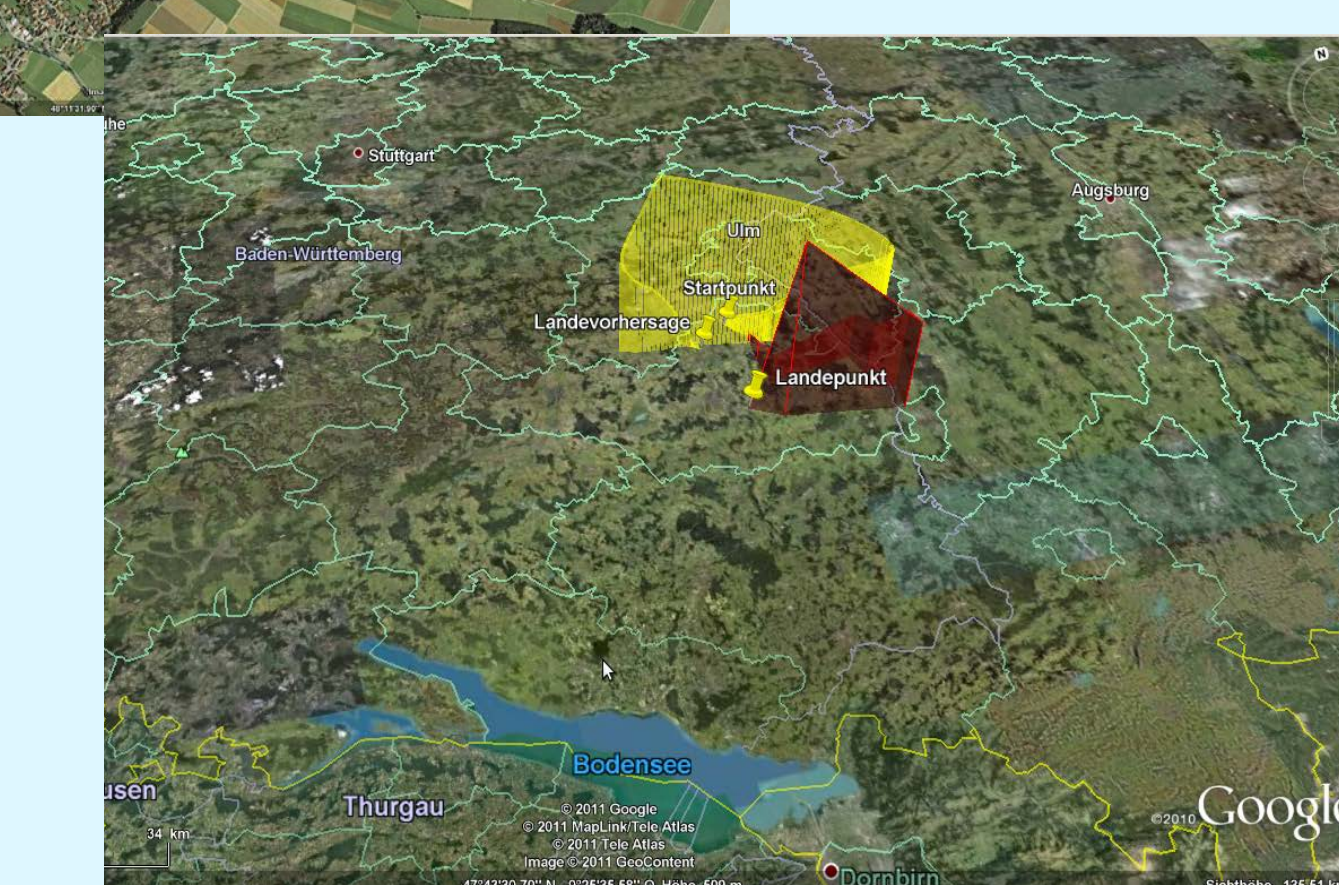 Stuttgart
Augsburg
Ulm
Baden-Württemberg
Startpunkt
Landevorhersage
Landepunkt
Bodensee
Thurgau
34 km
© 2011 Google
© 2011 MapLink/Tele Atlas
© 2011 Tele Atlas
Image © 2011 GeoContent
©2010 Google
N
Dornbirn